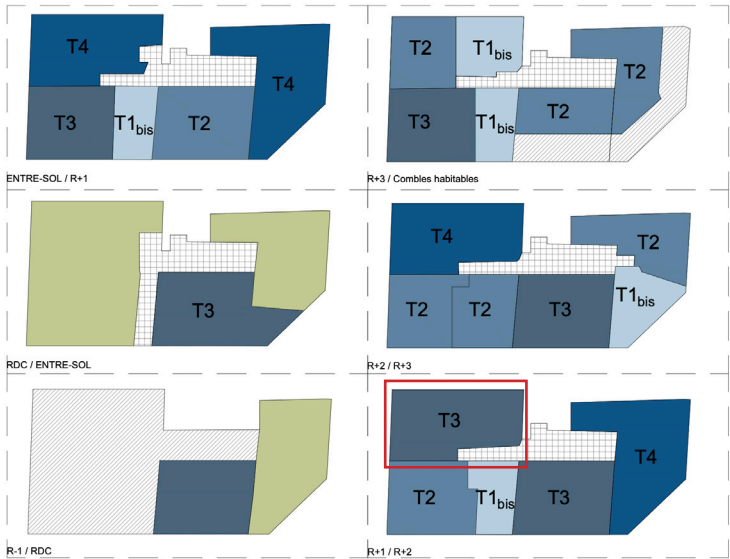 T4
T4
T3
T1bis
T2
ENTRE-SOL / R+1
T2
T1bis
T2
T3
T1bis
T2
R+3 / Combles habitables
T3
RDC / ENTRE-SOL
T4
T2
T2
T2
T3
T1bis
R+2 / R+3
R-1 / RDC
T3
T4
T2
T1bis
T3
R+1 / R+2